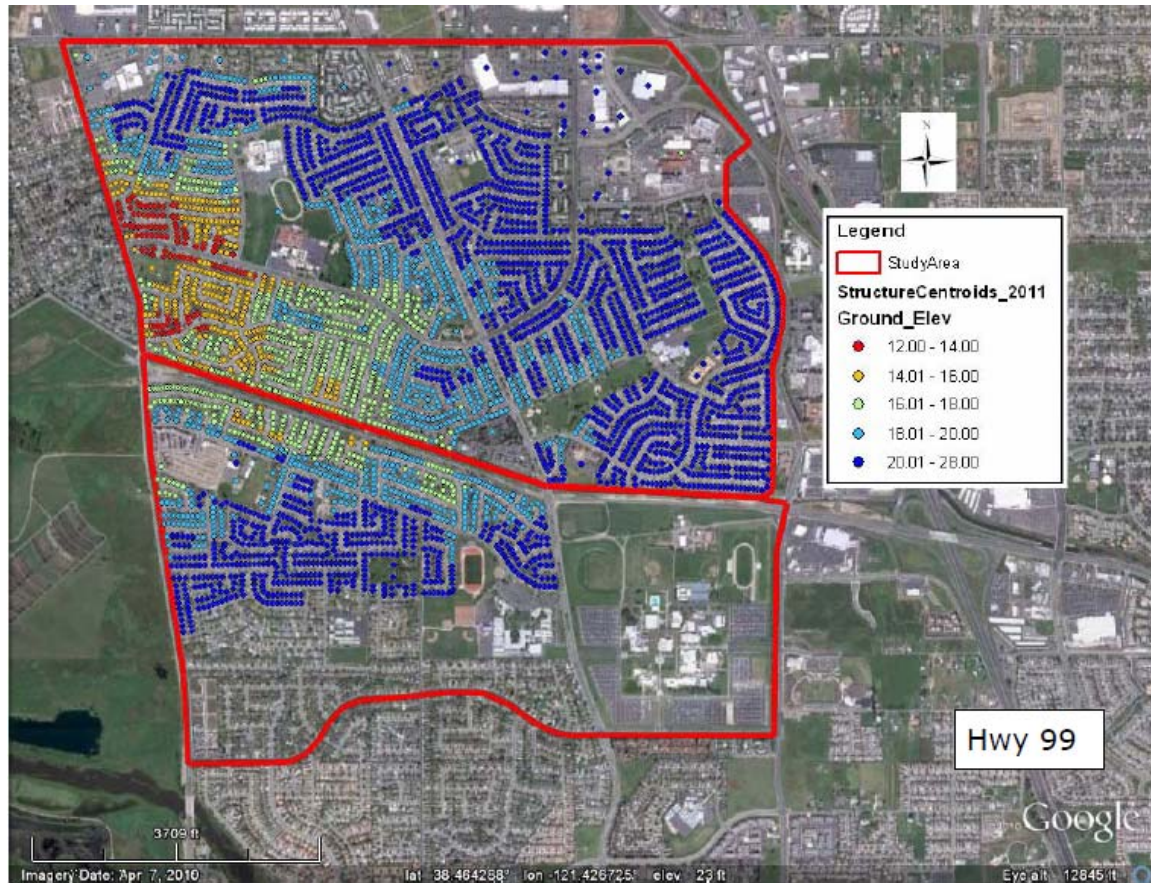 N
Legend
StudyArea
StructureCentroids_2011
Ground_Elev
12.00 - 14.00
14.01 - 16.00
16.01 - 18.00
18.01 - 20.00
20.01 - 28.00
Hwy 99
Google
3709 ft
Imagery Date: Apr 7, 2010 lat 38.464288° lon -121.426725° elev 23 ft Eye alt 12845 ft